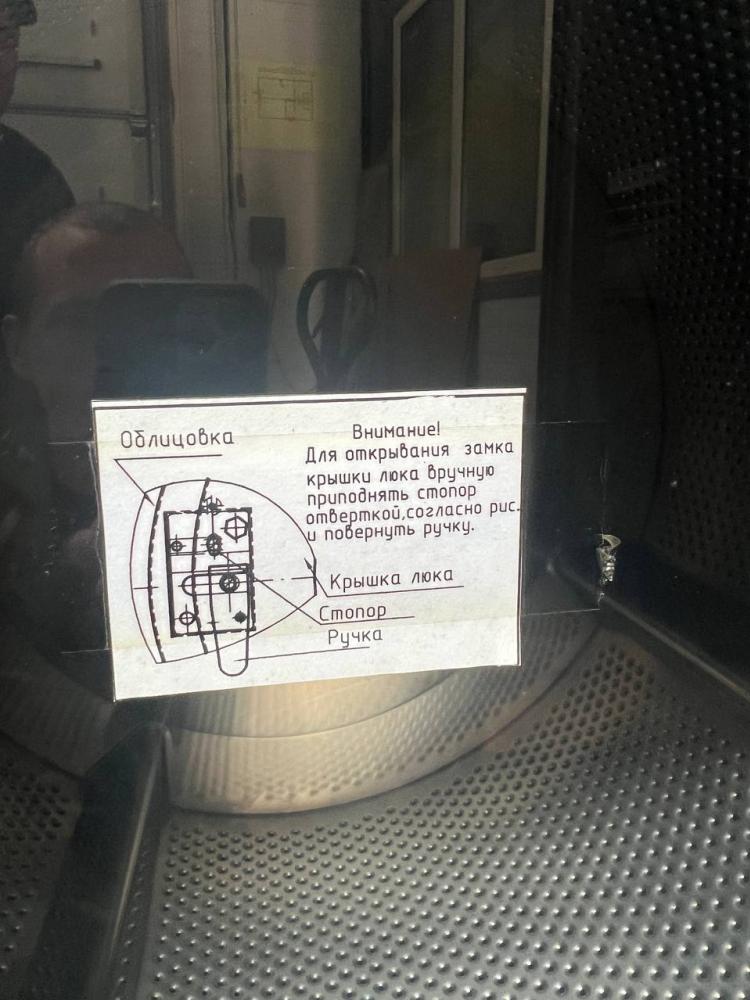 Облицовка
Внимание!
Для открывания замка
крышки люка вручную
приподнять стопор
отверткой,согласно рис.
и повернуть ручку.
Крышка люка
Стопор
Ручка